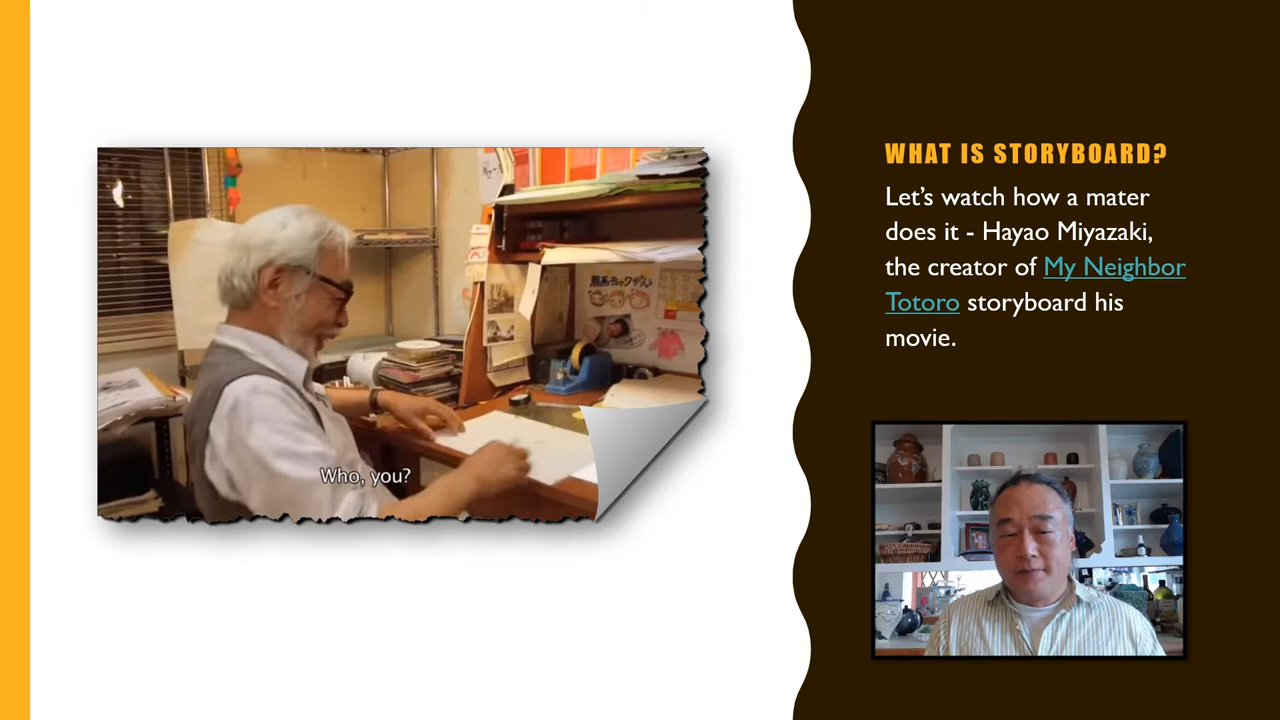 WHAT IS STORYBOARD?
Let's watch how a mater
does it - Hayao Miyazaki,
the creator of My Neighbor
Totoro storyboard his
movie.
Who, you?